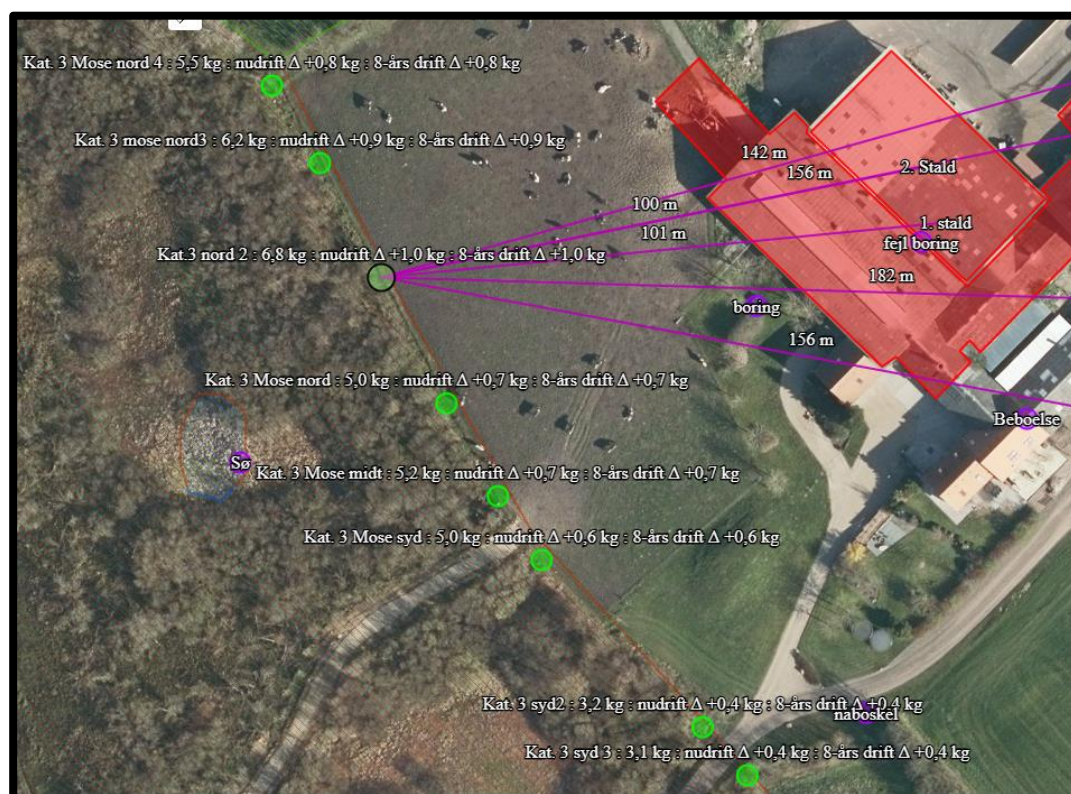 Kat. 3 Mose nord 4 : 5,5 kg : nudrift Δ +0,8 kg : 8-års drift Δ +0,8 kg
Kat. 3 mose nord3 : 6,2 kg : nudrift Δ +0,9 kg : 8-års drift Δ +0,9 kg
142 m
156 m
2. Stald
100 m
1. stald
101 m
fejl boring
Kat.3 nord 2 : 6,8 kg : nudrift Δ +1,0 kg : 8-års drift Δ +1,0 kg
182 m
boring
156 m
Kat. 3 Mose nord : 5,0 kg : nudrift Δ +0,7 kg : 8-års drift Δ +0,7 kg
Beboelse
Sø
Kat. 3 Mose midt : 5,2 kg : nudrift Δ +0,7 kg : 8-års drift Δ +0,7 kg
Kat. 3 Mose syd : 5,0 kg : nudrift Δ +0,6 kg : 8-års drift Δ +0,6 kg
Kat. 3 syd2 : 3,2 kg : nudrift Δ +0,4 kg : 8-års drift Δ +0,4 kg
naboskel
Kat. 3 syd 3 : 3,1 kg : nudrift Δ +0,4 kg : 8-års drift Δ +0,4 kg